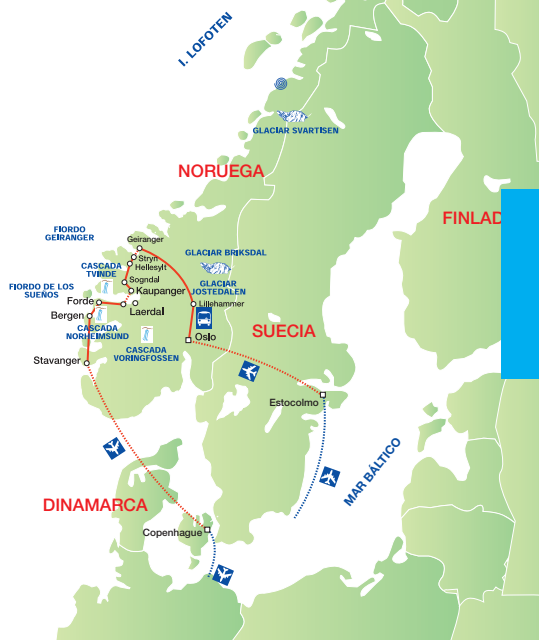 I. LOFOTEN
GLACIAR SVARTISEN
NORUEGA
FINLAD
FIORDO
GEIRANGER
Geiranger
GLACIAR BRIKSDAL
Stryn
Hellesylt
CASCADA
TVINDE
Sogndal
FIORDO DE LOS
SUEÑOS
GLACIAR
JOSTEDALEN
Kaupanger
Forde
Laerdal
Lillehammer
Bergen
CASCADA
NORHEIMSUND
SUECIA
Oslo
CASCADA
VORINGFOSSEN
Stavanger
Estocolmo
MAR BÁLTICO
DINAMARCA
Copenhague